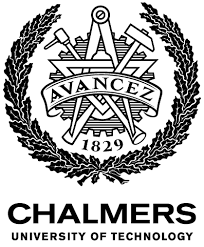 AVANCEZ
1829
CHALMERS
UNIVERSITY OF TECHNOLOGY